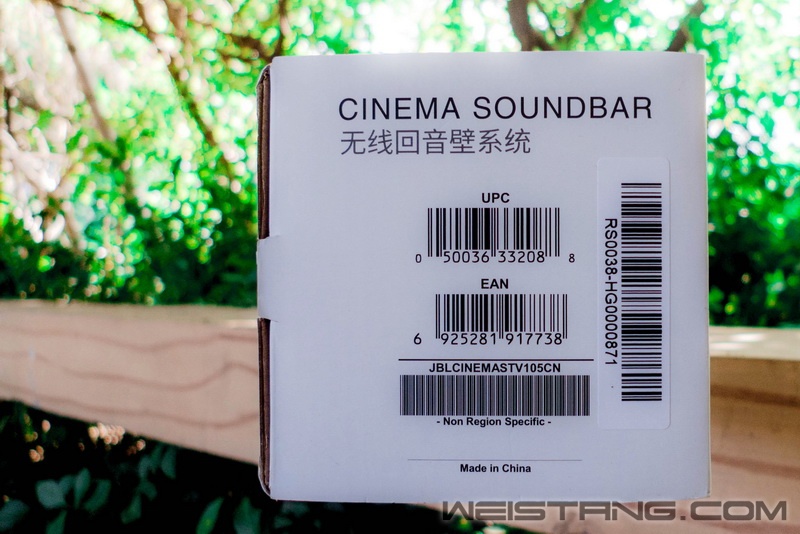 CINEMA SOUNDBAR
无线回音壁系统
UPC
0 50036 33208 8
EAN
6 925281 917738
JBLCINEMASTV105CN
- Non Region Specific -
Made in China
RS0038-HG0000871
WEISTANG.COM